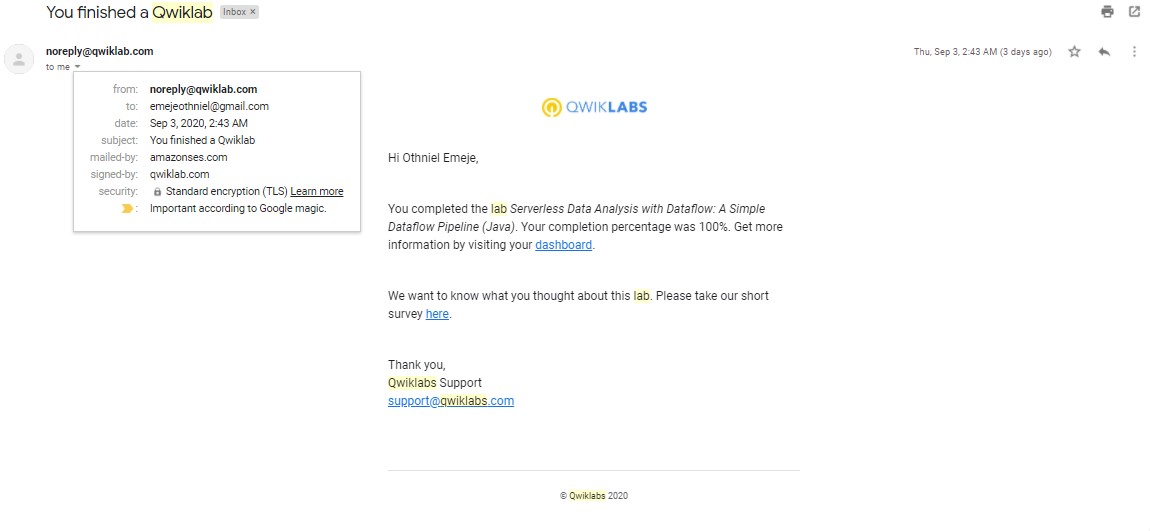 You finished a Qwiklab Inbox ×
noreply@qwiklab.com Thu, Sep 3, 2:43 AM (3 days ago)
to me
from: noreply@qwiklab.com
to: emejeothniel@gmail.com
date: Sep 3, 2020, 2:43 AM
subject: You finished a Qwiklab
mailed-by: amazonses.com
signed-by: qwiklab.com
security: Standard encryption (TLS) Learn more
: Important according to Google magic.
QWIKLABS
Hi Othniel Emeje,
You completed the lab Serverless Data Analysis with Dataflow: A Simple
Dataflow Pipeline (Java). Your completion percentage was 100%. Get more
information by visiting your dashboard.
We want to know what you thought about this lab. Please take our short
survey here.
Thank you,
Qwiklabs Support
support@qwiklabs.com
© Qwiklabs 2020